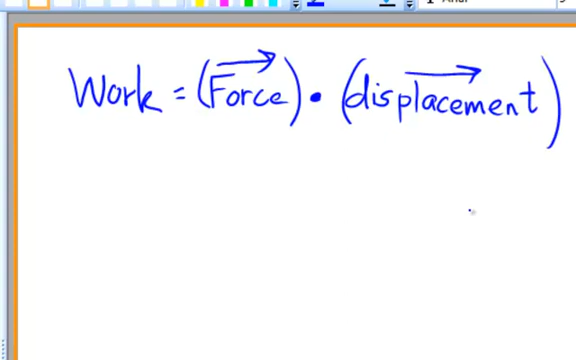 Work = (Force) • (displacement)